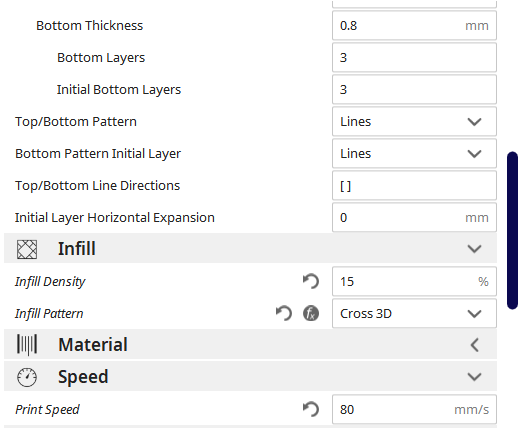 Bottom Thickness 0.8 mm
Bottom Layers 3
Initial Bottom Layers 3
Top/Bottom Pattern Lines
Bottom Pattern Initial Layer Lines
Top/Bottom Line Directions [ ]
Initial Layer Horizontal Expansion 0 mm
Infill
Infill Density 15 %
Infill Pattern fx Cross 3D
Material
Speed
Print Speed 80 mm/s